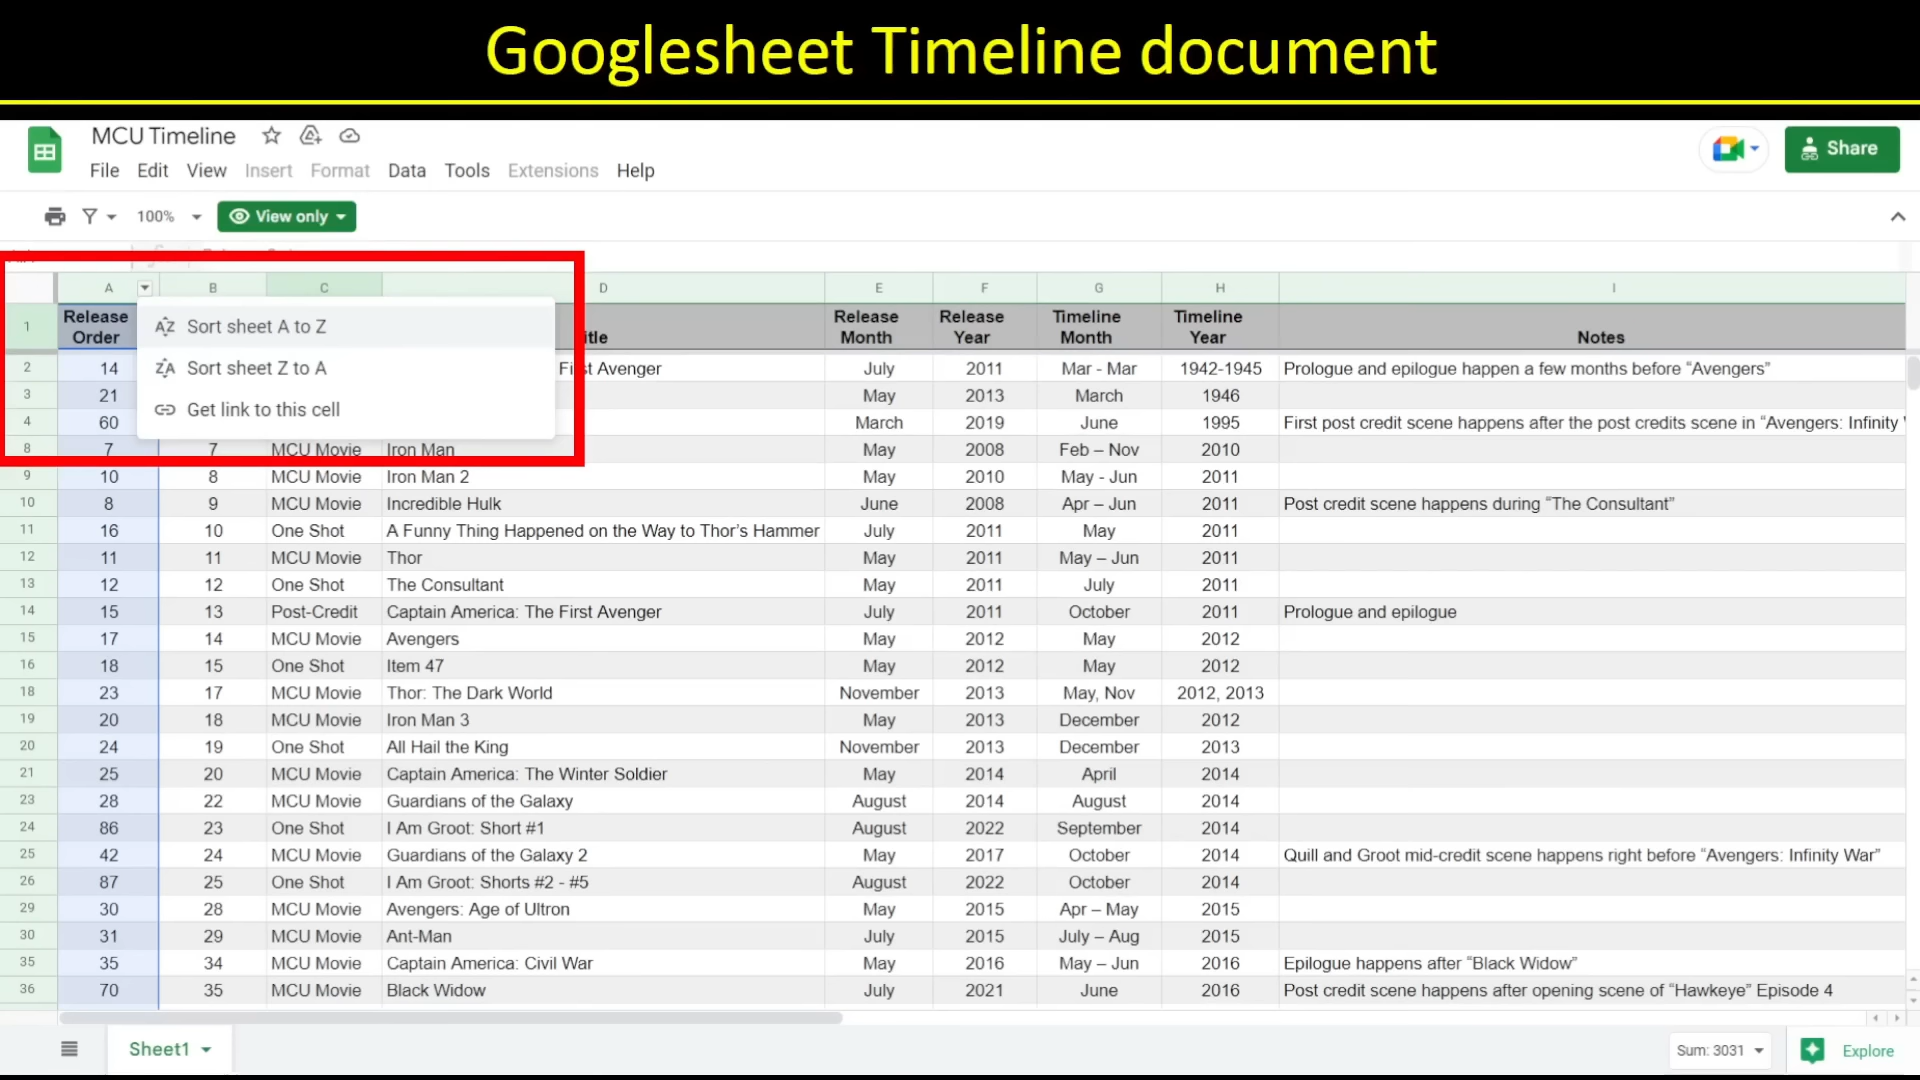 Googlesheet Timeline document
MCU Timeline
File Edit View Insert Format Data Tools Extensions Help
Share
100% View only
A B C D E F G H I
1 Release Order Release Month Release Year Timeline Month Timeline Year Notes
Sort sheet A to Z
Sort sheet Z to A
Get link to this cell
2 14 First Avenger July 2011 Mar - Mar 1942-1945 Prologue and epilogue happen a few months before “Avengers”
3 21 May 2013 March 1946
4 60 March 2019 June 1995 First post credit scene happens after the post credits scene in “Avengers: Infinity
8 7 7 MCU Movie Iron Man May 2008 Feb – Nov 2010
9 10 8 MCU Movie Iron Man 2 May 2010 May - Jun 2011
10 8 9 MCU Movie Incredible Hulk June 2008 Apr – Jun 2011 Post credit scene happens during “The Consultant”
11 16 10 One Shot A Funny Thing Happened on the Way to Thor’s Hammer July 2011 May 2011
12 11 11 MCU Movie Thor May 2011 May – Jun 2011
13 12 12 One Shot The Consultant May 2011 July 2011
14 15 13 Post-Credit Captain America: The First Avenger July 2011 October 2011 Prologue and epilogue
15 17 14 MCU Movie Avengers May 2012 May 2012
16 18 15 One Shot Item 47 May 2012 May 2012
18 23 17 MCU Movie Thor: The Dark World November 2013 May, Nov 2012, 2013
19 20 18 MCU Movie Iron Man 3 May 2013 December 2012
20 24 19 One Shot All Hail the King November 2013 December 2013
21 25 20 MCU Movie Captain America: The Winter Soldier May 2014 April 2014
23 28 22 MCU Movie Guardians of the Galaxy August 2014 August 2014
24 86 23 One Shot I Am Groot: Short #1 August 2022 September 2014
25 42 24 MCU Movie Guardians of the Galaxy 2 May 2017 October 2014 Quill and Groot mid-credit scene happens right before “Avengers: Infinity War”
26 87 25 One Shot I Am Groot: Shorts #2 - #5 August 2022 October 2014
29 30 28 MCU Movie Avengers: Age of Ultron May 2015 Apr – May 2015
30 31 29 MCU Movie Ant-Man July 2015 July – Aug 2015
35 35 34 MCU Movie Captain America: Civil War May 2016 May – Jun 2016 Epilogue happens after “Black Widow”
36 70 35 MCU Movie Black Widow July 2021 June 2016 Post credit scene happens after opening scene of “Hawkeye” Episode 4
Sheet1 Sum: 3031 Explore